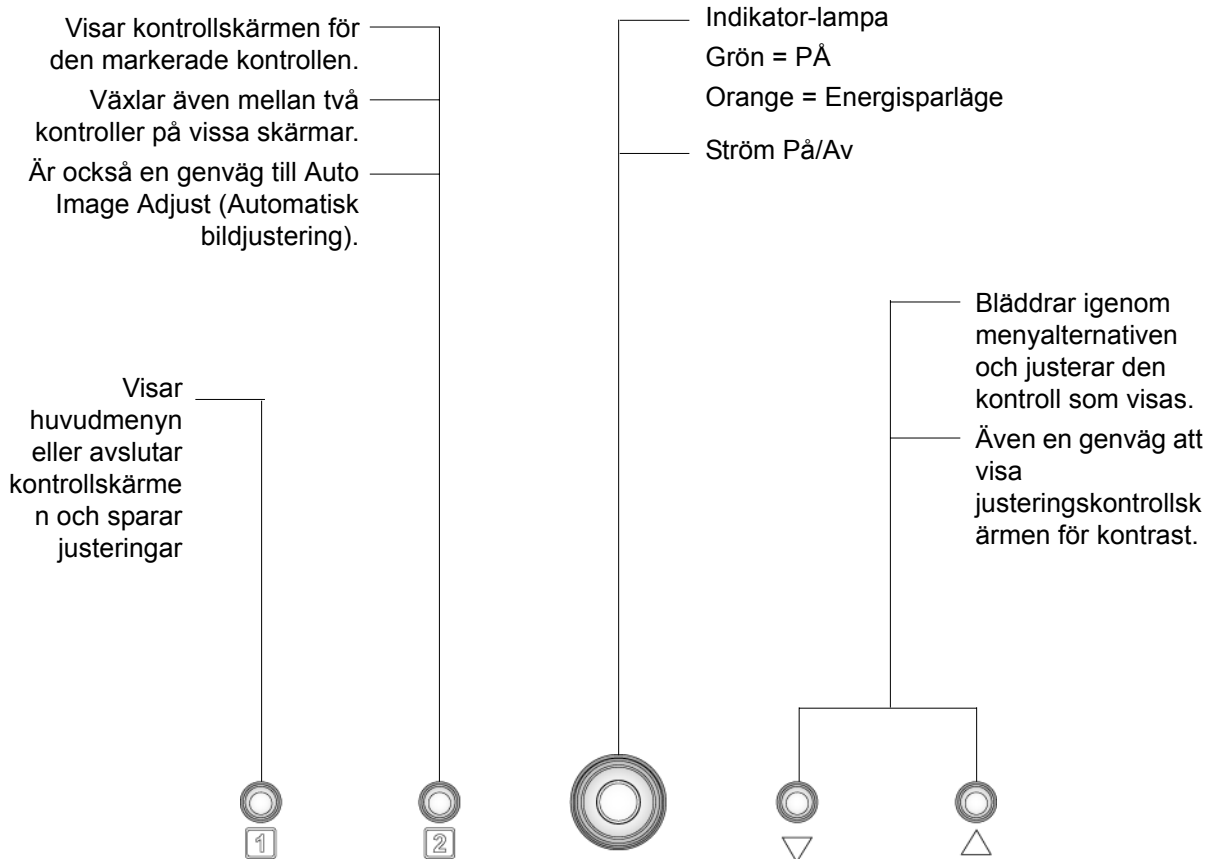 Visar kontrollskärmen för
den markerade kontrollen.
Växlar även mellan två
kontroller på vissa skärmar.
Är också en genväg till Auto
Image Adjust (Automatisk
bildjustering).
Indikator-lampa
Grön = PÅ
Orange = Energisparläge
Ström På/Av
Visar
huvudmenyn
eller avslutar
kontrollskärme
n och sparar
justeringar
Bläddrar igenom
menyalternativen
och justerar den
kontroll som visas.
Även en genväg att
visa
justeringskontrollsk
ärmen för kontrast.
1
2